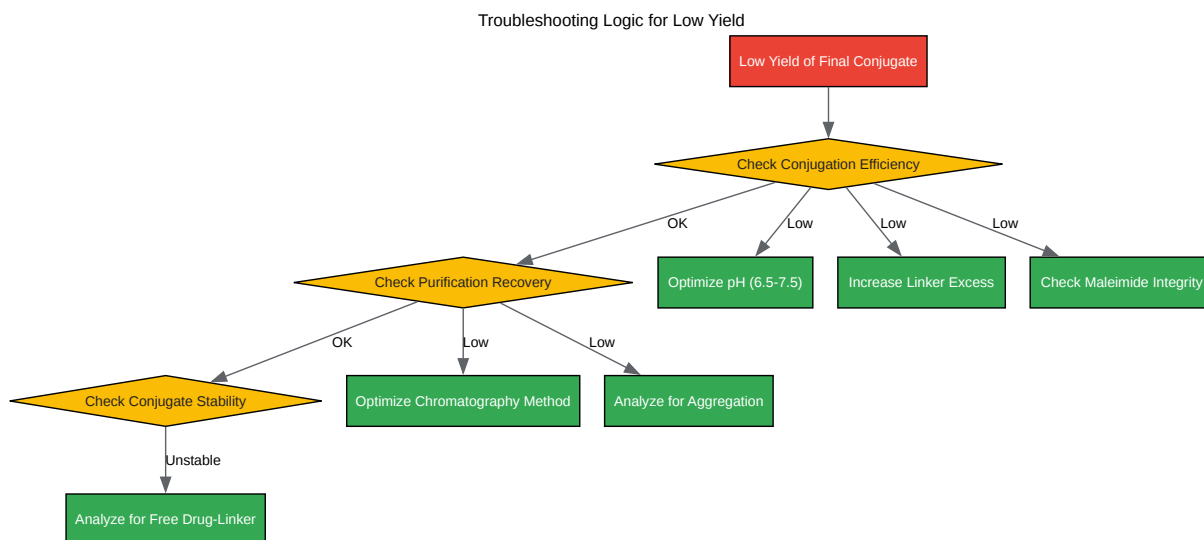 Troubleshooting Logic for Low Yield
Low Yield of Final Conjugate
Check Conjugation Efficiency
OK
Low
Low
Low
Check Purification Recovery
Optimize pH (6.5-7.5)
Increase Linker Excess
Check Maleimide Integrity
OK
Low
Low
Check Conjugate Stability
Optimize Chromatography Method
Analyze for Aggregation
Unstable
Analyze for Free Drug-Linker